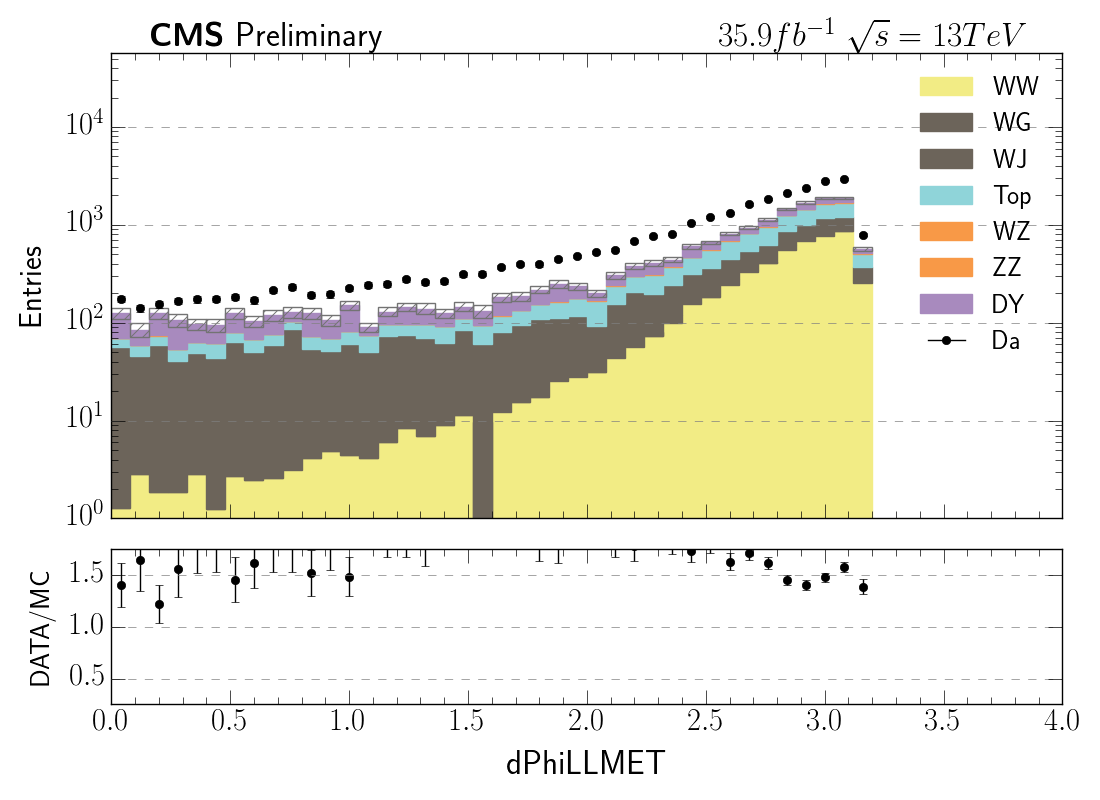 CMS Preliminary 35.9fb⁻¹ √s = 13TeV
Entries
10⁴
10³
10²
10¹
10⁰
WW
WG
WJ
Top
WZ
ZZ
DY
Da
DATA/MC
1.5
1.0
0.5
0.0 0.5 1.0 1.5 2.0 2.5 3.0 3.5 4.0
dPhiLLMET